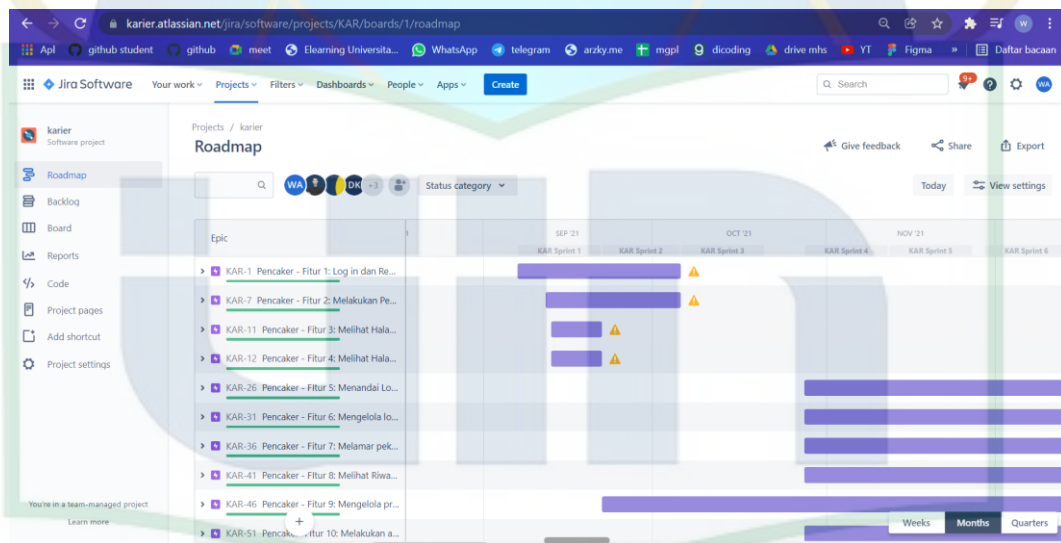 karier.atlassian.net/jira/software/projects/KAR/boards/1/roadmap
Apl github student github meet Elearning Universita... WhatsApp telegram arzky.me mgpl dicoding drive mhs YT Figma » Daftar bacaan
Jira Software Your work Projects Filters Dashboards People Apps Create Search 9+ WA
karier
Software project
Roadmap
Backlog
Board
Reports
Code
Project pages
Add shortcut
Project settings
You're in a team-managed project
Learn more
Projects / karier
Roadmap
Give feedback Share Export
WA DK +3 Status category Today View settings
Epic SEP '21 OCT '21 NOV '21
KAR Sprint 1 KAR Sprint 2 KAR Sprint 3 KAR Sprint 4 KAR Sprint 5 KAR Sprint 6
KAR-1 Pencaker - Fitur 1: Log in dan Re...
KAR-7 Pencaker - Fitur 2: Melakukan Pe...
KAR-11 Pencaker - Fitur 3: Melihat Hala...
KAR-12 Pencaker - Fitur 4: Melihat Hala...
KAR-26 Pencaker - FItur 5: Menandai Lo...
KAR-31 Pencaker - Fitur 6: Mengelola lo...
KAR-36 Pencaker - Fitur 7: Melamar pek...
KAR-41 Pencaker - FItur 8: Melihat Riwa...
KAR-46 Pencaker - FItur 9: Mengelola pr...
KAR-51 itur 10: Melakukan a...
Weeks Months Quarters